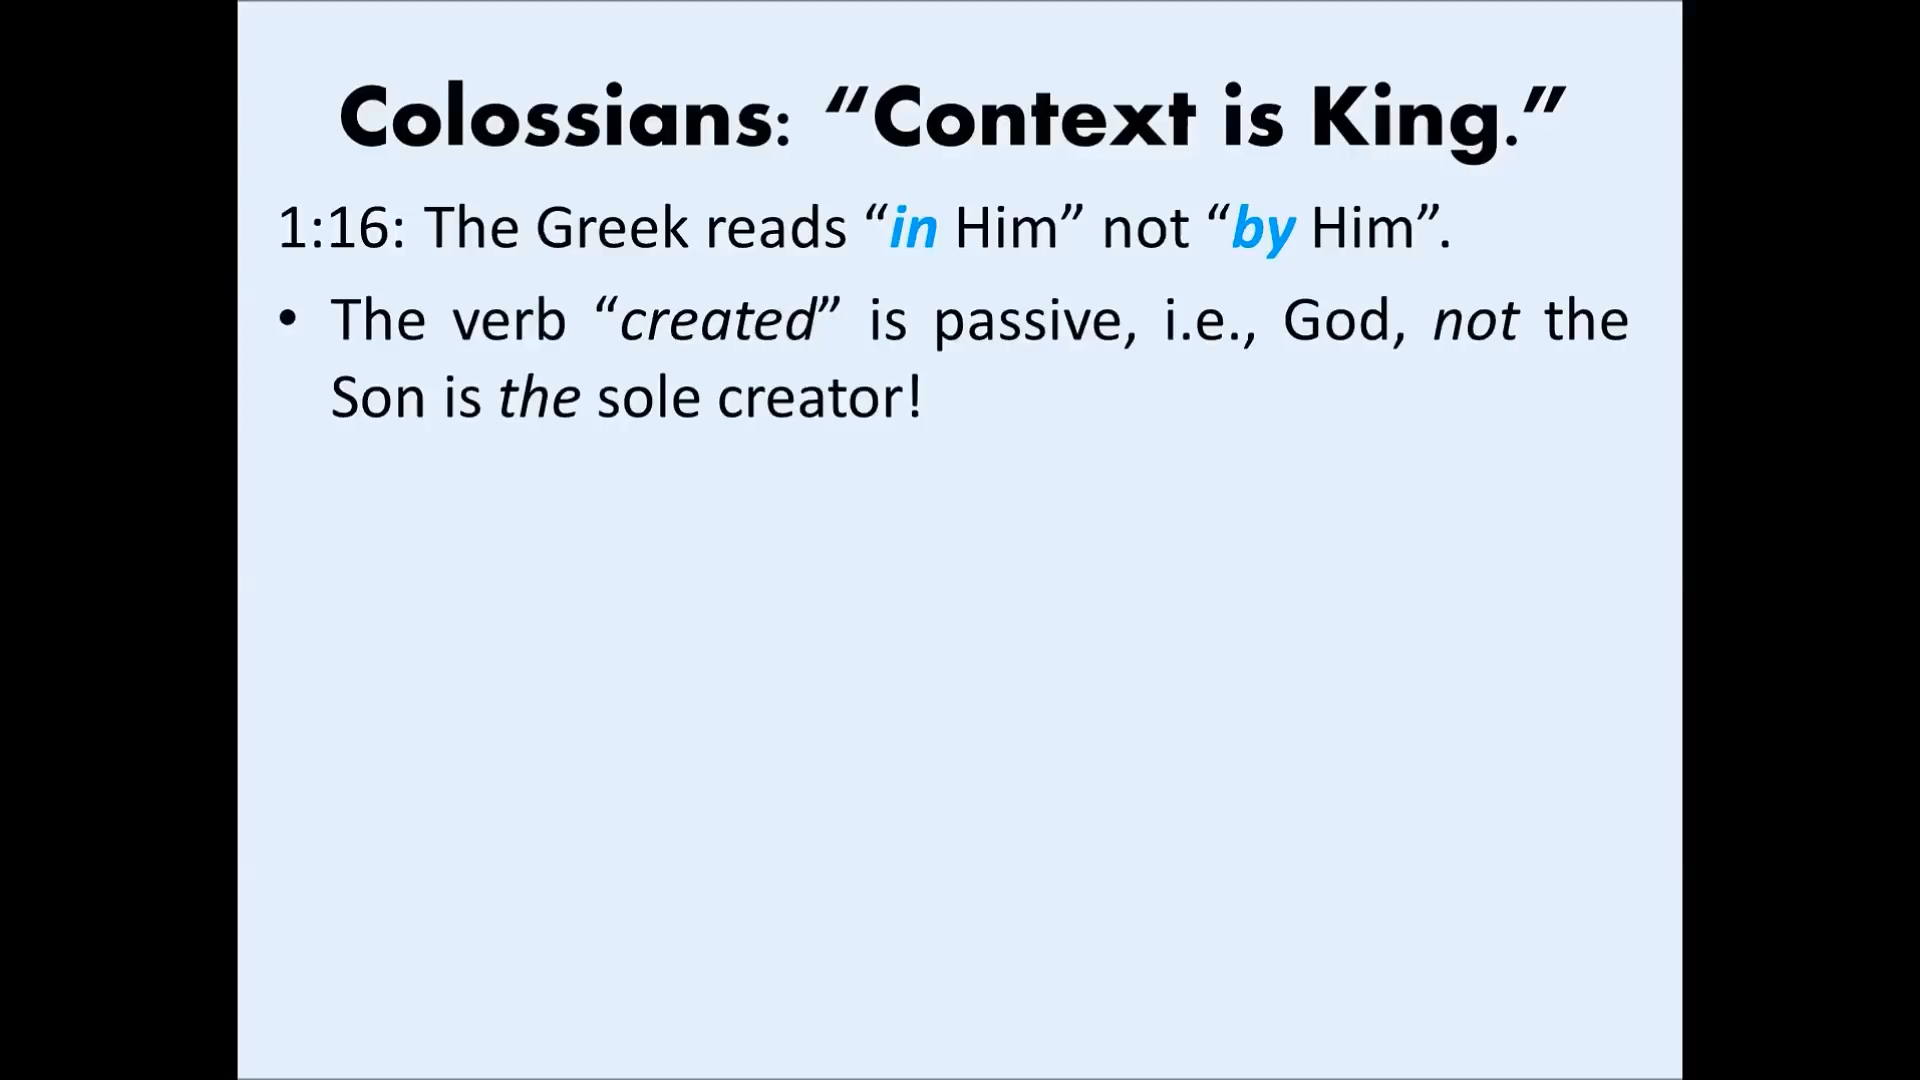 Colossians: “Context is King.”
1:16: The Greek reads “in Him” not “by Him”.
• The verb “created” is passive, i.e., God, not the
Son is the sole creator!